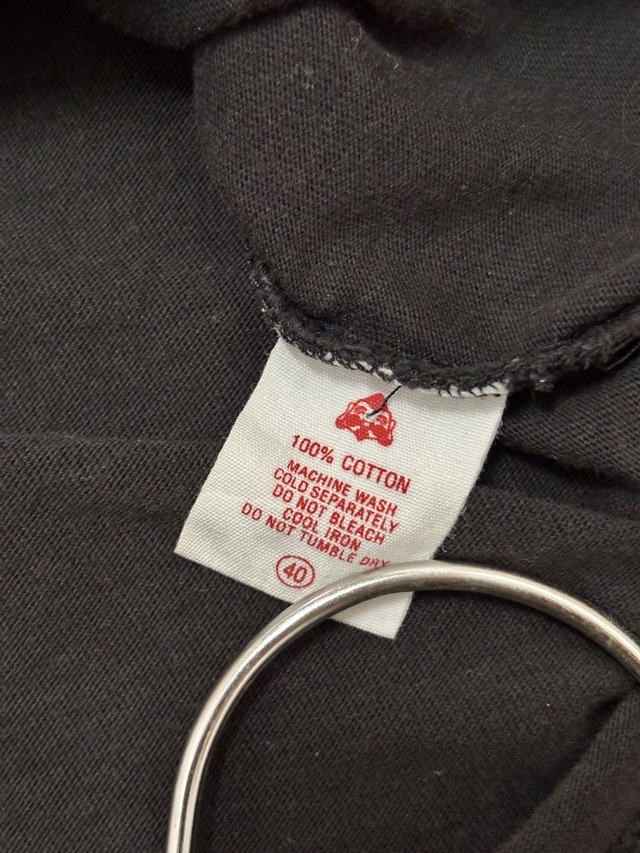 100% COTTON
MACHINE WASH
COLD SEPARATELY
DO NOT BLEACH
COOL IRON
DO NOT TUMBLE DRY
40